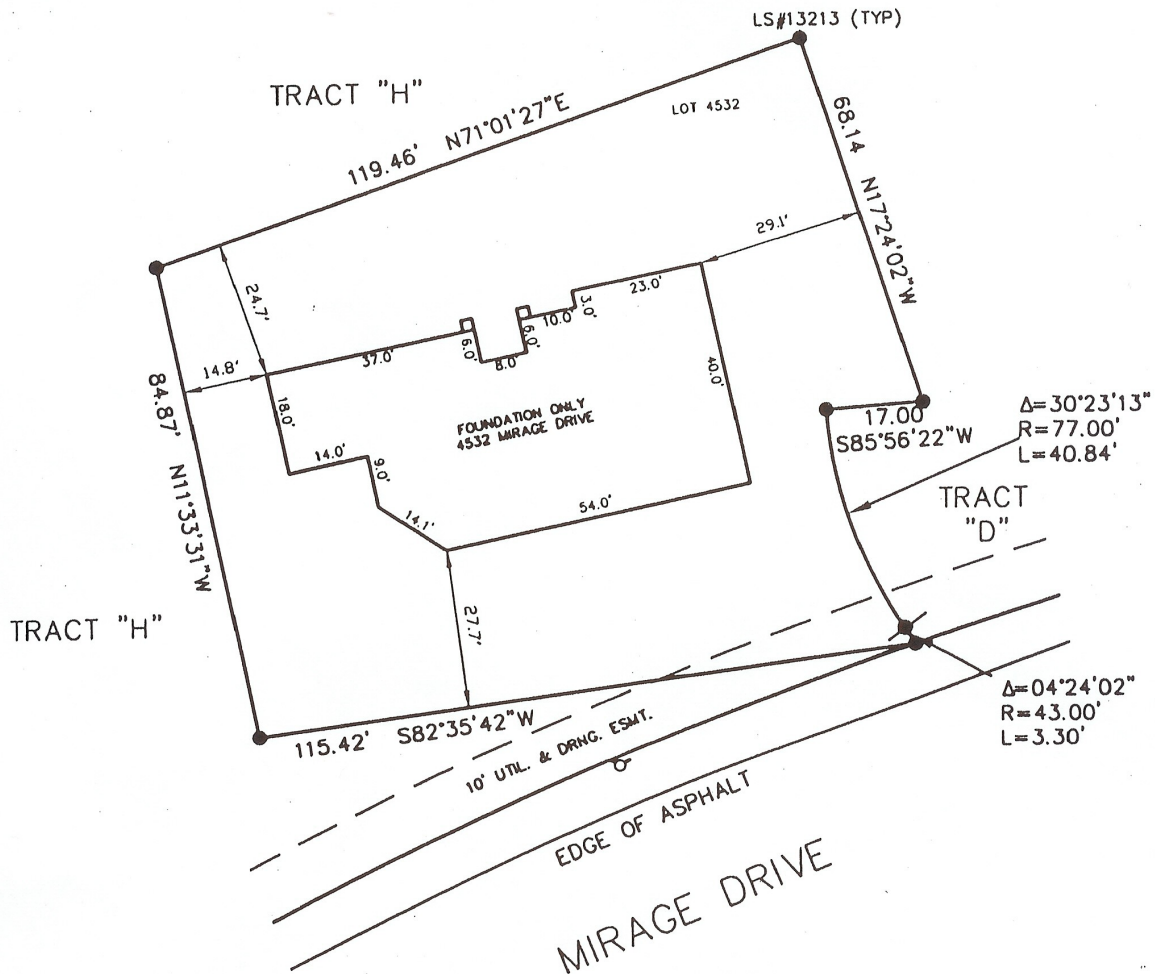 LS#13213 (TYP)
TRACT "H"
LOT 4532
119.46' N71°01'27"E
68.14 N17°24'02"W
29.1'
24.7'
23.0'
3.0'
10.0'
6.0'
6.0'
8.0'
37.0'
14.8'
40.0'
84.87' N11°33'31"W
18.0'
FOUNDATION ONLY
4532 MIRAGE DRIVE
17.00'
S85°56'22"W
Δ=30°23'13"
R=77.00'
L=40.84'
14.0'
9.0'
TRACT
"D"
14.1'
54.0'
27.7'
TRACT "H"
Δ=04°24'02"
R=43.00'
L=3.30'
115.42' S82°35'42"W
10' UTIL. & DRNG. ESMT.
EDGE OF ASPHALT
MIRAGE DRIVE